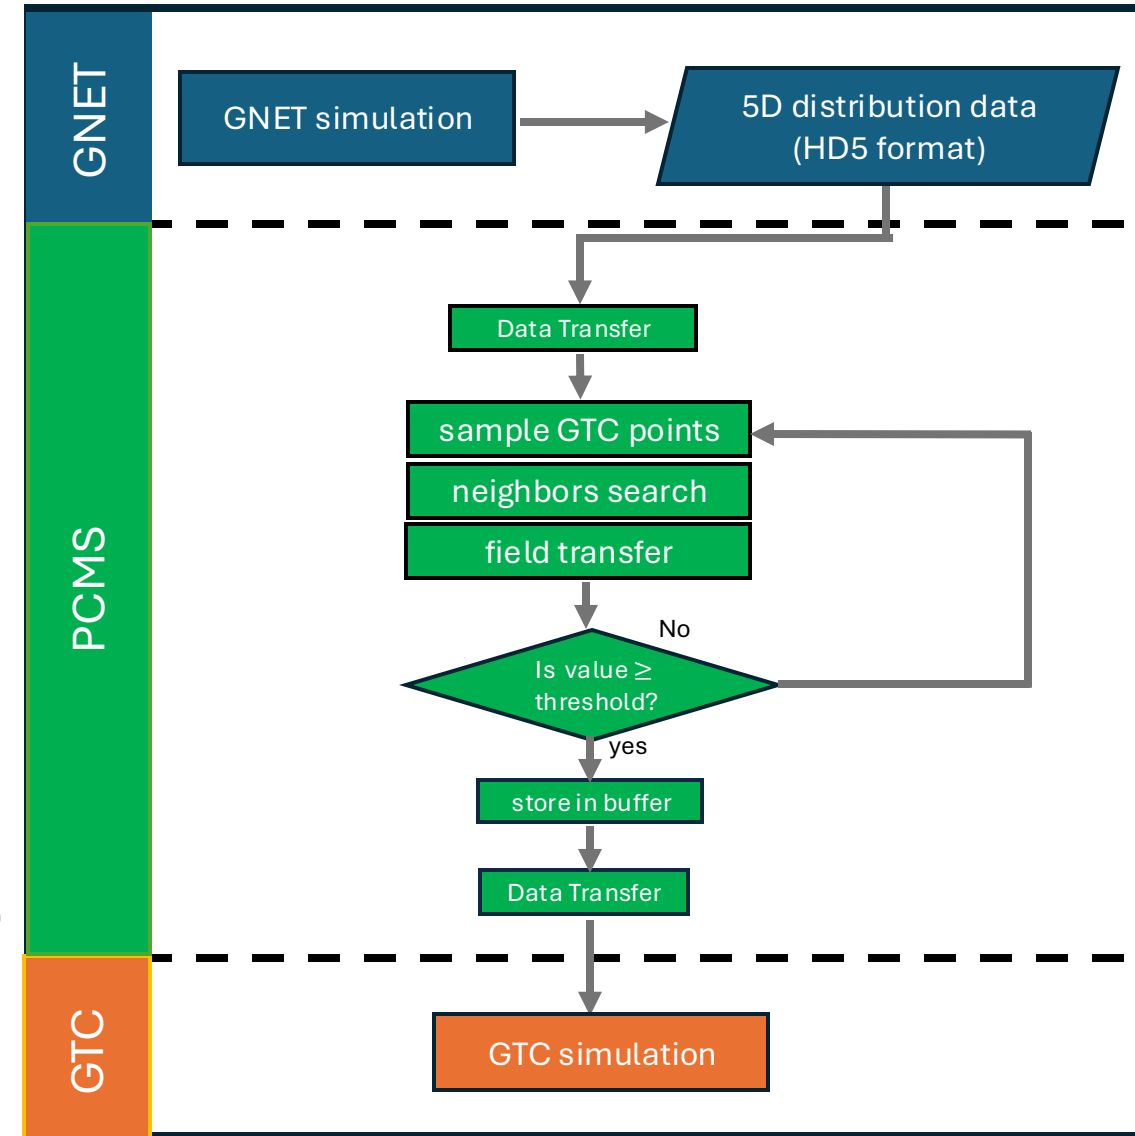 GNET
GNET simulation
5D distribution data
(HD5 format)
PCMS
Data Transfer
sample GTC points
neighbors search
field transfer
No
Is value ≥
threshold?
yes
store in buffer
Data Transfer
GTC
GTC simulation